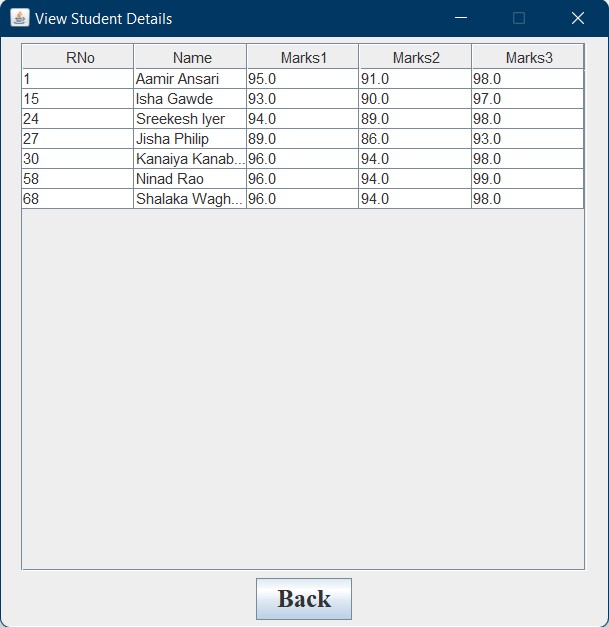 View Student Details
RNo Name Marks1 Marks2 Marks3
1 Aamir Ansari 95.0 91.0 98.0
15 Isha Gawde 93.0 90.0 97.0
24 Sreekesh Iyer 94.0 89.0 98.0
27 Jisha Philip 89.0 86.0 93.0
30 Kanaiya Kanab... 96.0 94.0 98.0
58 Ninad Rao 96.0 94.0 99.0
68 Shalaka Wagh... 96.0 94.0 98.0
Back